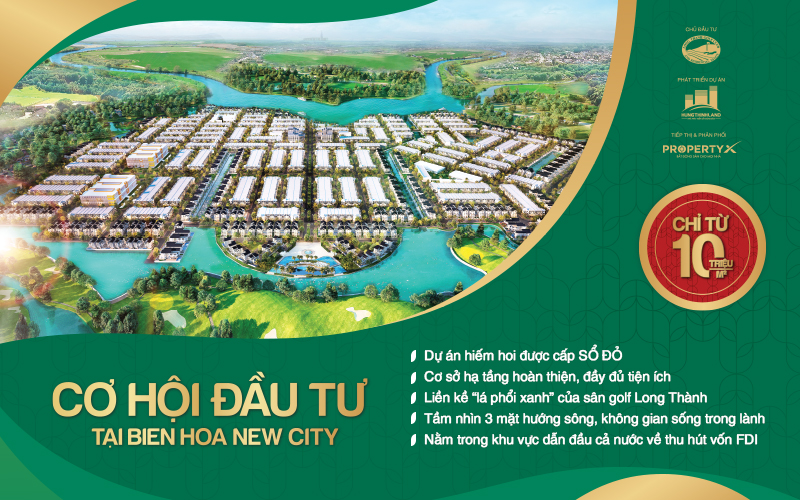 CHỦ ĐẦU TƯ
PHÁT TRIỂN DỰ ÁN
HUNGTHINHLAND
TIẾP THỊ & PHÂN PHỐI
PROPERTYX
CHỈ TỪ
10 TRIỆU/M²
CƠ HỘI ĐẦU TƯ
TẠI BIEN HOA NEW CITY
Dự án hiếm hoi được cấp SỔ ĐỎ
Cơ sở hạ tầng hoàn thiện, đầy đủ tiện ích
Liền kề “lá phổi xanh” của sân golf Long Thành
Tầm nhìn 3 mặt hướng sông, không gian sống trong lành
Nằm trong khu vực dẫn đầu cả nước về thu hút vốn FDI